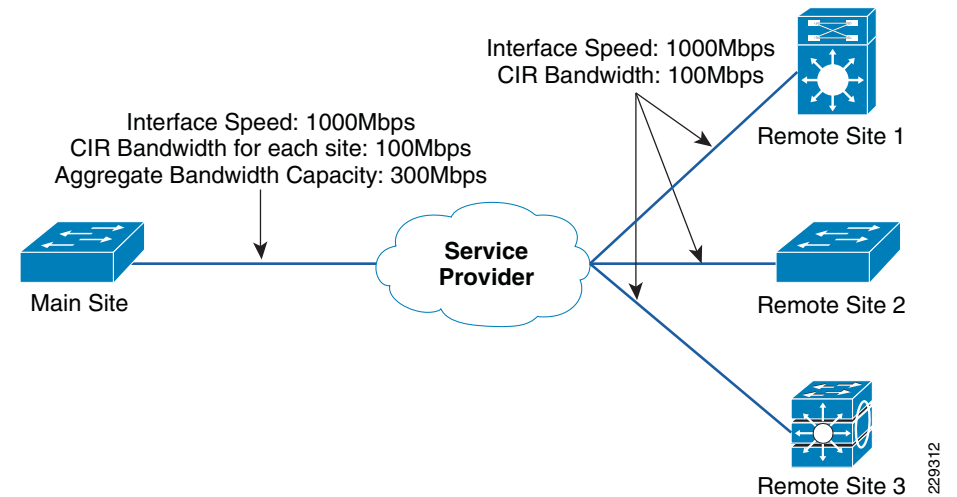 Interface Speed: 1000Mbps
CIR Bandwidth: 100Mbps
Remote Site 1
Interface Speed: 1000Mbps
CIR Bandwidth for each site: 100Mbps
Aggregate Bandwidth Capacity: 300Mbps
Service
Provider
Main Site
Remote Site 2
Remote Site 3
229312